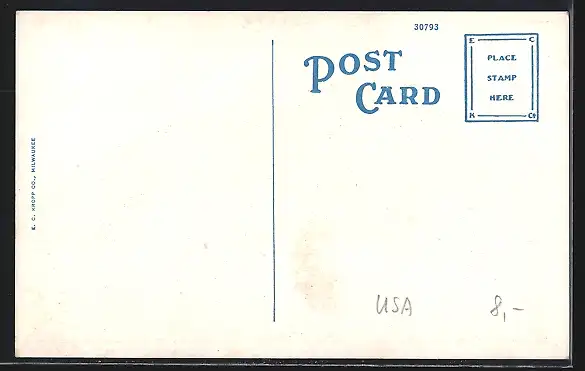 30793
POST
CARD
E C
PLACE
STAMP
HERE
K Co
E. C. KROPP CO., MILWAUKEE
USA 8,-